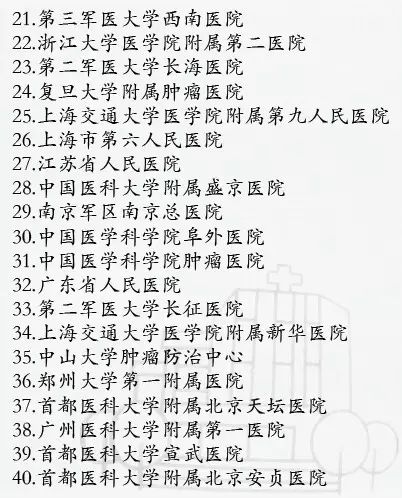 21.第三军医大学西南医院
22.浙江大学医学院附属第二医院
23.第二军医大学长海医院
24.复旦大学附属肿瘤医院
25.上海交通大学医学院附属第九人民医院
26.上海市第六人民医院
27.江苏省人民医院
28.中国医科大学附属盛京医院
29.南京军区南京总医院
30.中国医学科学院阜外医院
31.中国医学科学院肿瘤医院
32.广东省人民医院
33.第二军医大学长征医院
34.上海交通大学医学院附属新华医院
35.中山大学肿瘤防治中心
36.郑州大学第一附属医院
37.首都医科大学附属北京天坛医院
38.广州医科大学附属第一医院
39.首都医科大学宣武医院
40.首都医科大学附属北京安贞医院